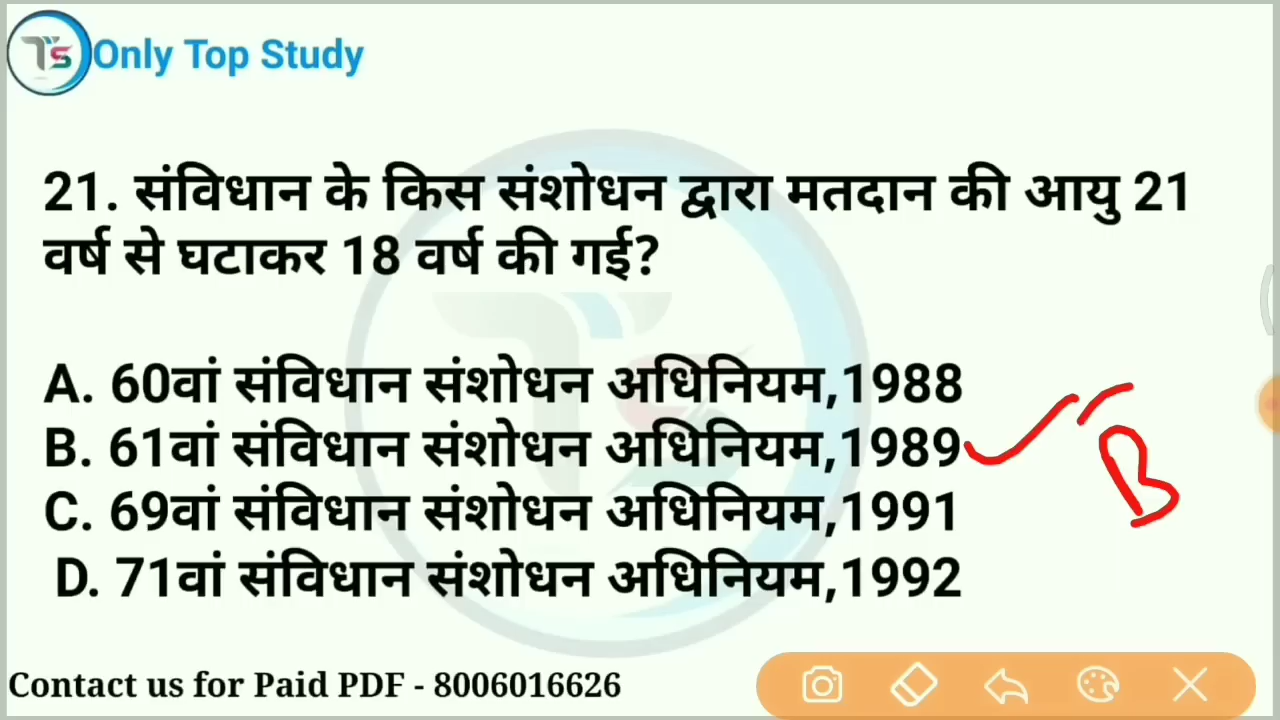 Ts Only Top Study
21. संविधान के किस संशोधन द्वारा मतदान की आयु 21
वर्ष से घटाकर 18 वर्ष की गई?
A. 60वां संविधान संशोधन अधिनियम,1988
B. 61वां संविधान संशोधन अधिनियम,1989
B
C. 69वां संविधान संशोधन अधिनियम,1991
D. 71वां संविधान संशोधन अधिनियम,1992
Contact us for Paid PDF - 8006016626